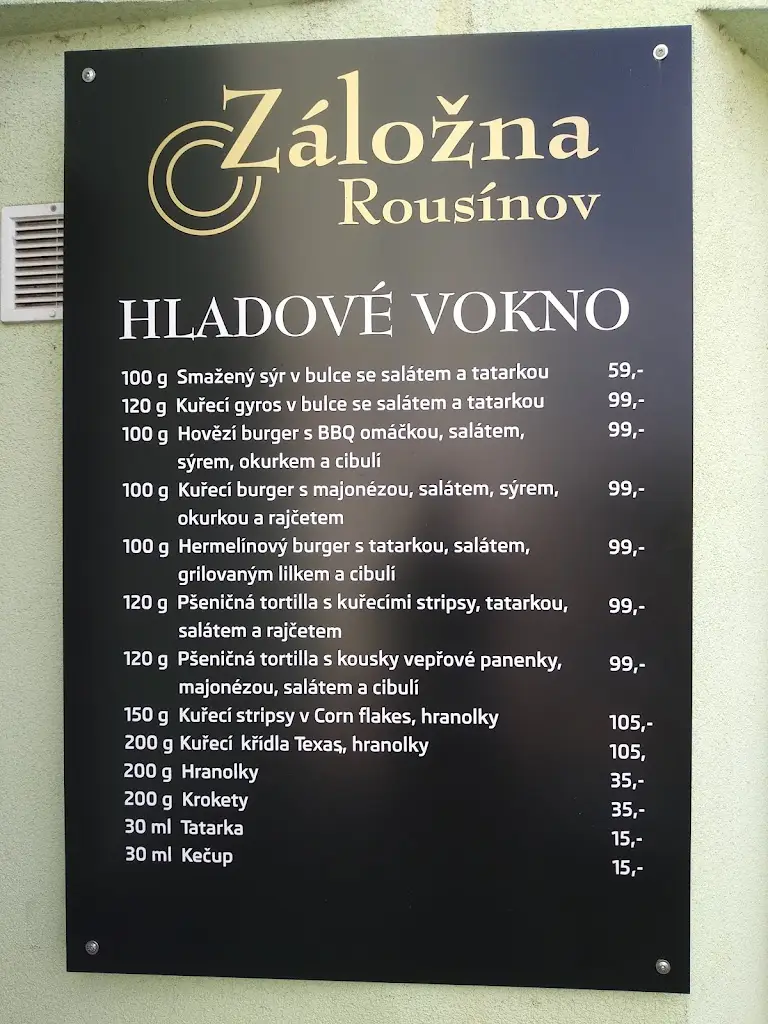 Záložna
Rousínov
HLADOVÉ VOKNO
100 g Smažený sýr v bulce se salátem a tatarkou 59,-
120 g Kuřecí gyros v bulce se salátem a tatarkou 99,-
100 g Hovězí burger s BBQ omáčkou, salátem, 99,-
sýrem, okurkem a cibulí
100 g Kuřecí burger s majonézou, salátem, sýrem, 99,-
okurkou a rajčetem
100 g Hermelínový burger s tatarkou, salátem, 99,-
grilovaným lilkem a cibulí
120 g Pšeničná tortilla s kuřecími stripsy, tatarkou, 99,-
salátem a rajčetem
120 g Pšeničná tortilla s kousky vepřové panenky, 99,-
majonézou, salátem a cibulí
150 g Kuřecí stripsy v Corn flakes, hranolky 105,-
200 g Kuřecí křídla Texas, hranolky 105,
200 g Hranolky 35,-
200 g Krokety 35,-
30 ml Tatarka 15,-
30 ml Kečup 15,-